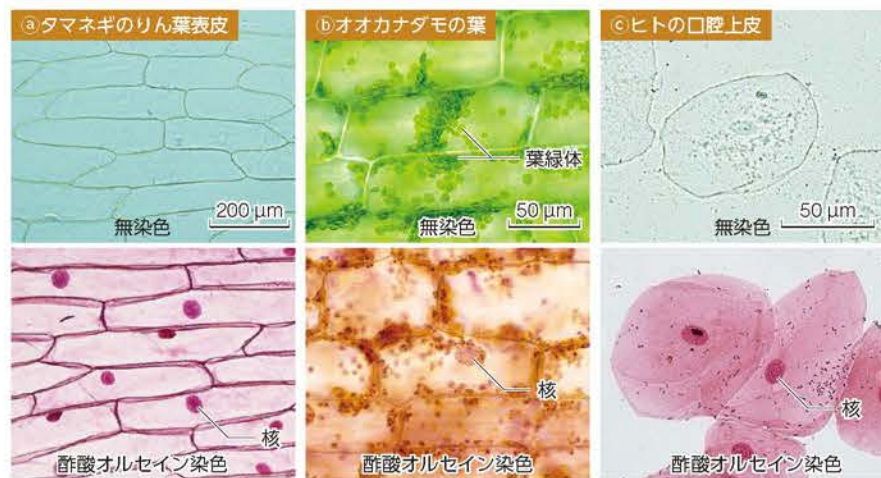 ⓐタマネギのりん葉表皮
無染色
200 µm
ⓑオオカナダモの葉
葉緑体
無染色
50 µm
ⓒヒトの口腔上皮
無染色
50 µm
核
酢酸オルセイン染色
核
酢酸オルセイン染色
核
酢酸オルセイン染色